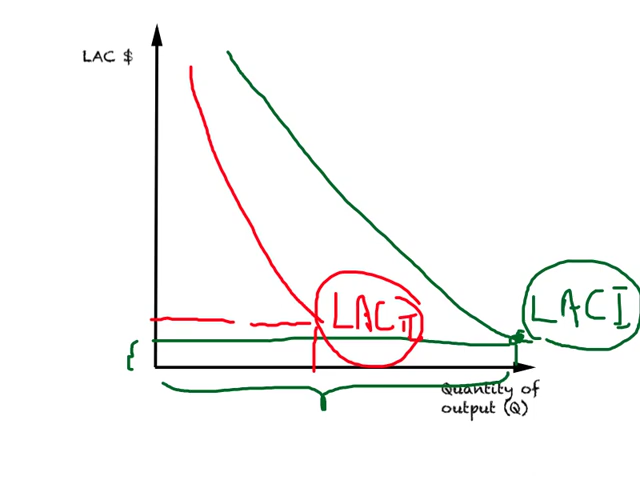 LAC $
LAC II
LAC I
Quantity of
output (Q)